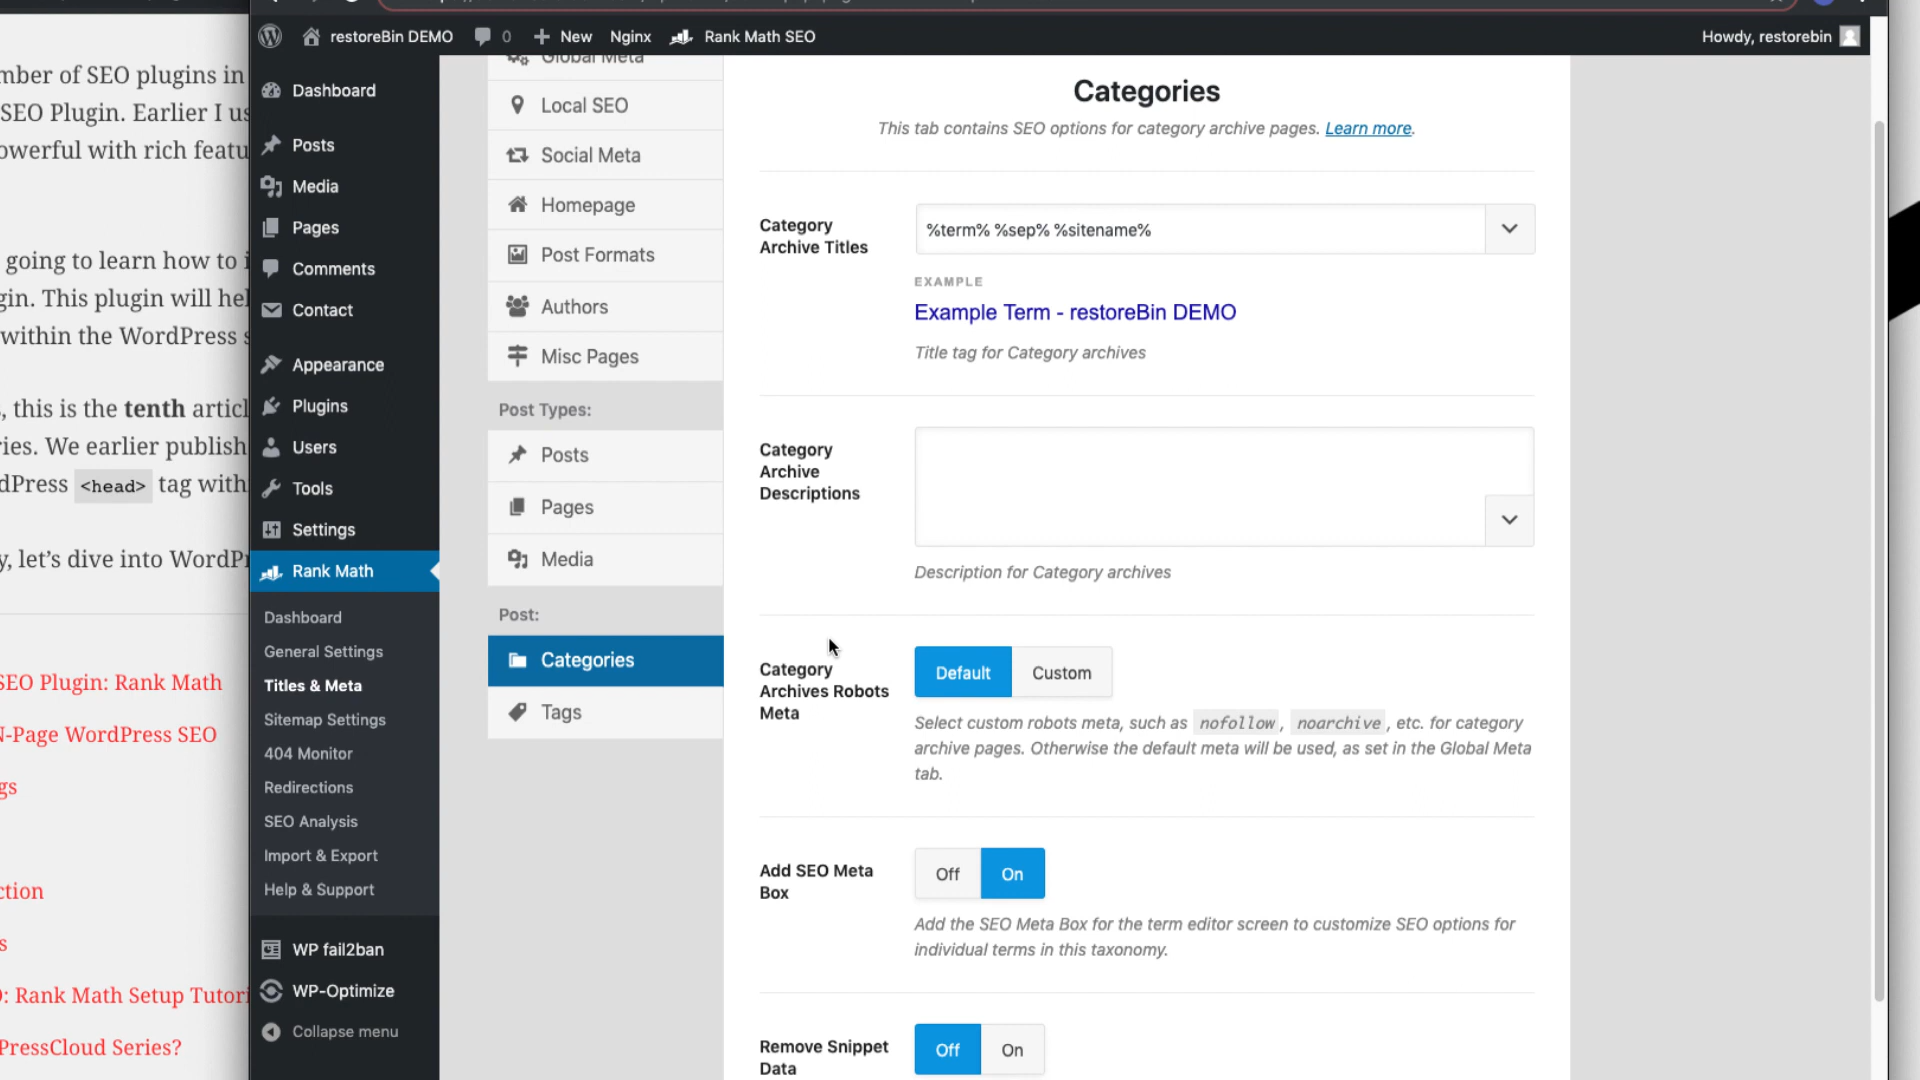 restoreBin DEMO
0
New
Nginx
Rank Math SEO
Howdy, restorebin
mber of SEO plugins in
SEO Plugin. Earlier I us
owerful with rich featu
going to learn how to i
gin. This plugin will hel
within the WordPress s
, this is the tenth articl
ries. We earlier publish
dPress <head> tag with
y, let's dive into WordPr
SEO Plugin: Rank Math
N-Page WordPress SEO
gs
ction
s
O: Rank Math Setup Tutori
PressCloud Series?
Dashboard
Posts
Media
Pages
Comments
Contact
Appearance
Plugins
Users
Tools
Settings
Rank Math
Dashboard
General Settings
Titles & Meta
Sitemap Settings
404 Monitor
Redirections
SEO Analysis
Import & Export
Help & Support
WP fail2ban
WP-Optimize
Collapse menu
Global Meta
Local SEO
Social Meta
Homepage
Post Formats
Authors
Misc Pages
Post Types:
Posts
Pages
Media
Post:
Categories
Tags
Categories
This tab contains SEO options for category archive pages. Learn more.
Category
Archive Titles
%term% %sep% %sitename%
EXAMPLE
Example Term - restoreBin DEMO
Title tag for Category archives
Category
Archive
Descriptions
Description for Category archives
Category
Archives Robots
Meta
Default
Custom
Select custom robots meta, such as nofollow, noarchive, etc. for category
archive pages. Otherwise the default meta will be used, as set in the Global Meta
tab.
Add SEO Meta
Box
Off
On
Add the SEO Meta Box for the term editor screen to customize SEO options for
individual terms in this taxonomy.
Remove Snippet
Data
Off
On